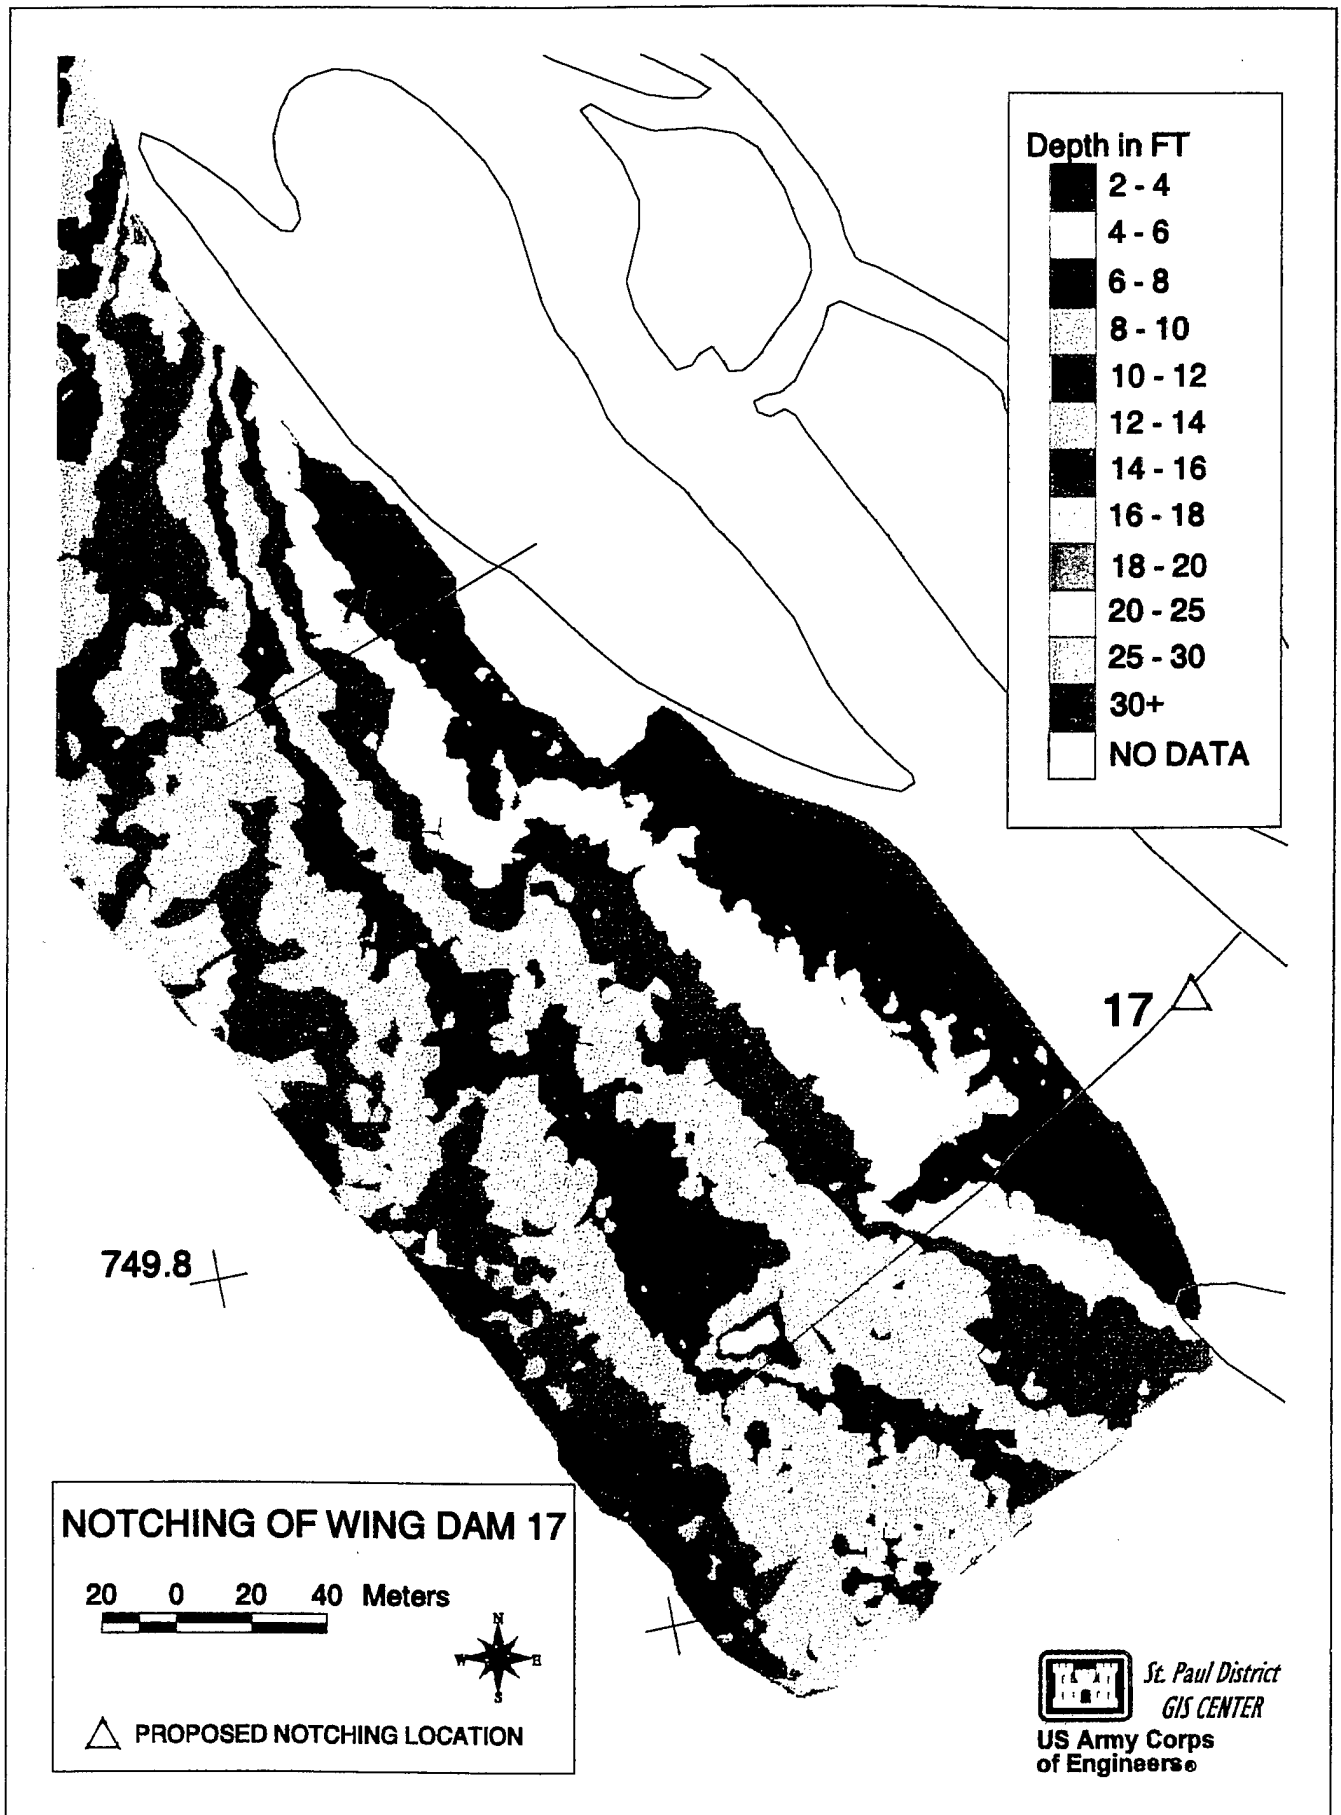 Depth in FT
2 - 4
4 - 6
6 - 8
8 - 10
10 - 12
12 - 14
14 - 16
16 - 18
18 - 20
20 - 25
25 - 30
30+
NO DATA
17
749.8
NOTCHING OF WING DAM 17
20 0 20 40 Meters
N
W E
S
PROPOSED NOTCHING LOCATION
St. Paul District
GIS CENTER
US Army Corps
of Engineers®